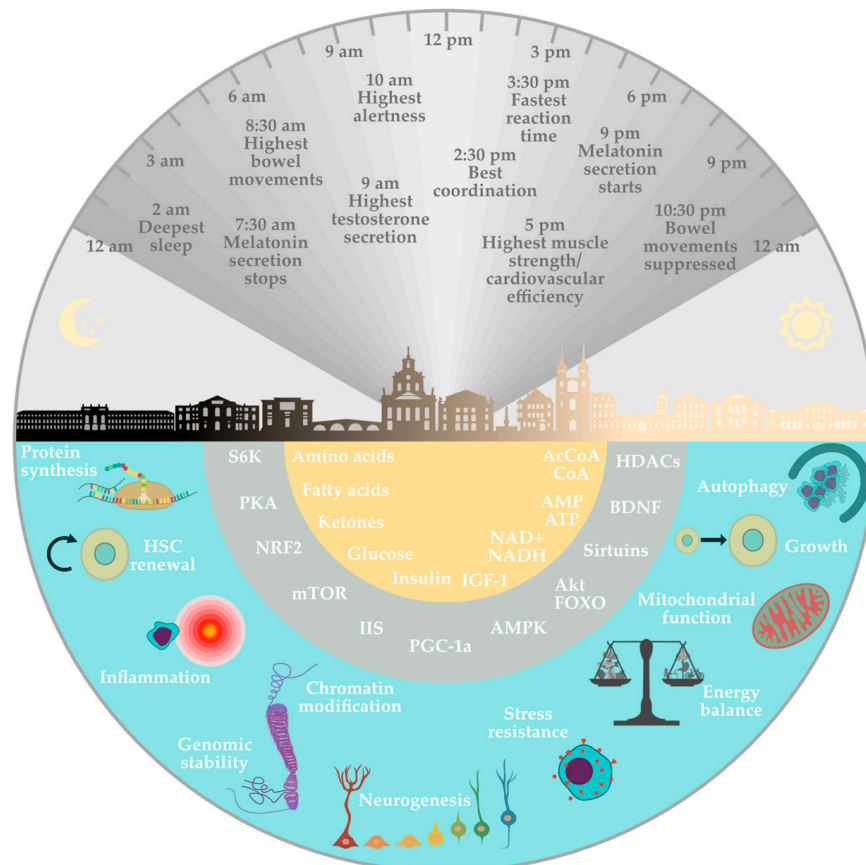 12 pm
9 am
3 pm
10 am
Highest
alertness
3:30 pm
Fastest
reaction
time
6 am
6 pm
8:30 am
Highest
bowel
movements
9 pm
Melatonin
secretion
starts
2:30 pm
Best
coordination
3 am
9 pm
9 am
Highest
testosterone
secretion
2 am
Deepest
sleep
10:30 pm
Bowel
movements
suppressed
7:30 am
Melatonin
secretion
stops
5 pm
Highest muscle
strength/
cardiovascular
efficiency
12 am
12 am
Protein
synthesis
S6K
Amino acids
AcCoA
CoA
HDACs
Autophagy
Fatty acids
AMP
ATP
PKA
BDNF
Ketones
HSC
renewal
NRF2
Glucose
NAD+
NADH
Sirtuins
Growth
Insulin
IGF-1
mTOR
Akt
FOXO
Mitochondrial
function
IIS
PGC-1a
AMPK
Inflammation
Chromatin
modification
Energy
balance
Stress
resistance
Genomic
stability
Neurogenesis